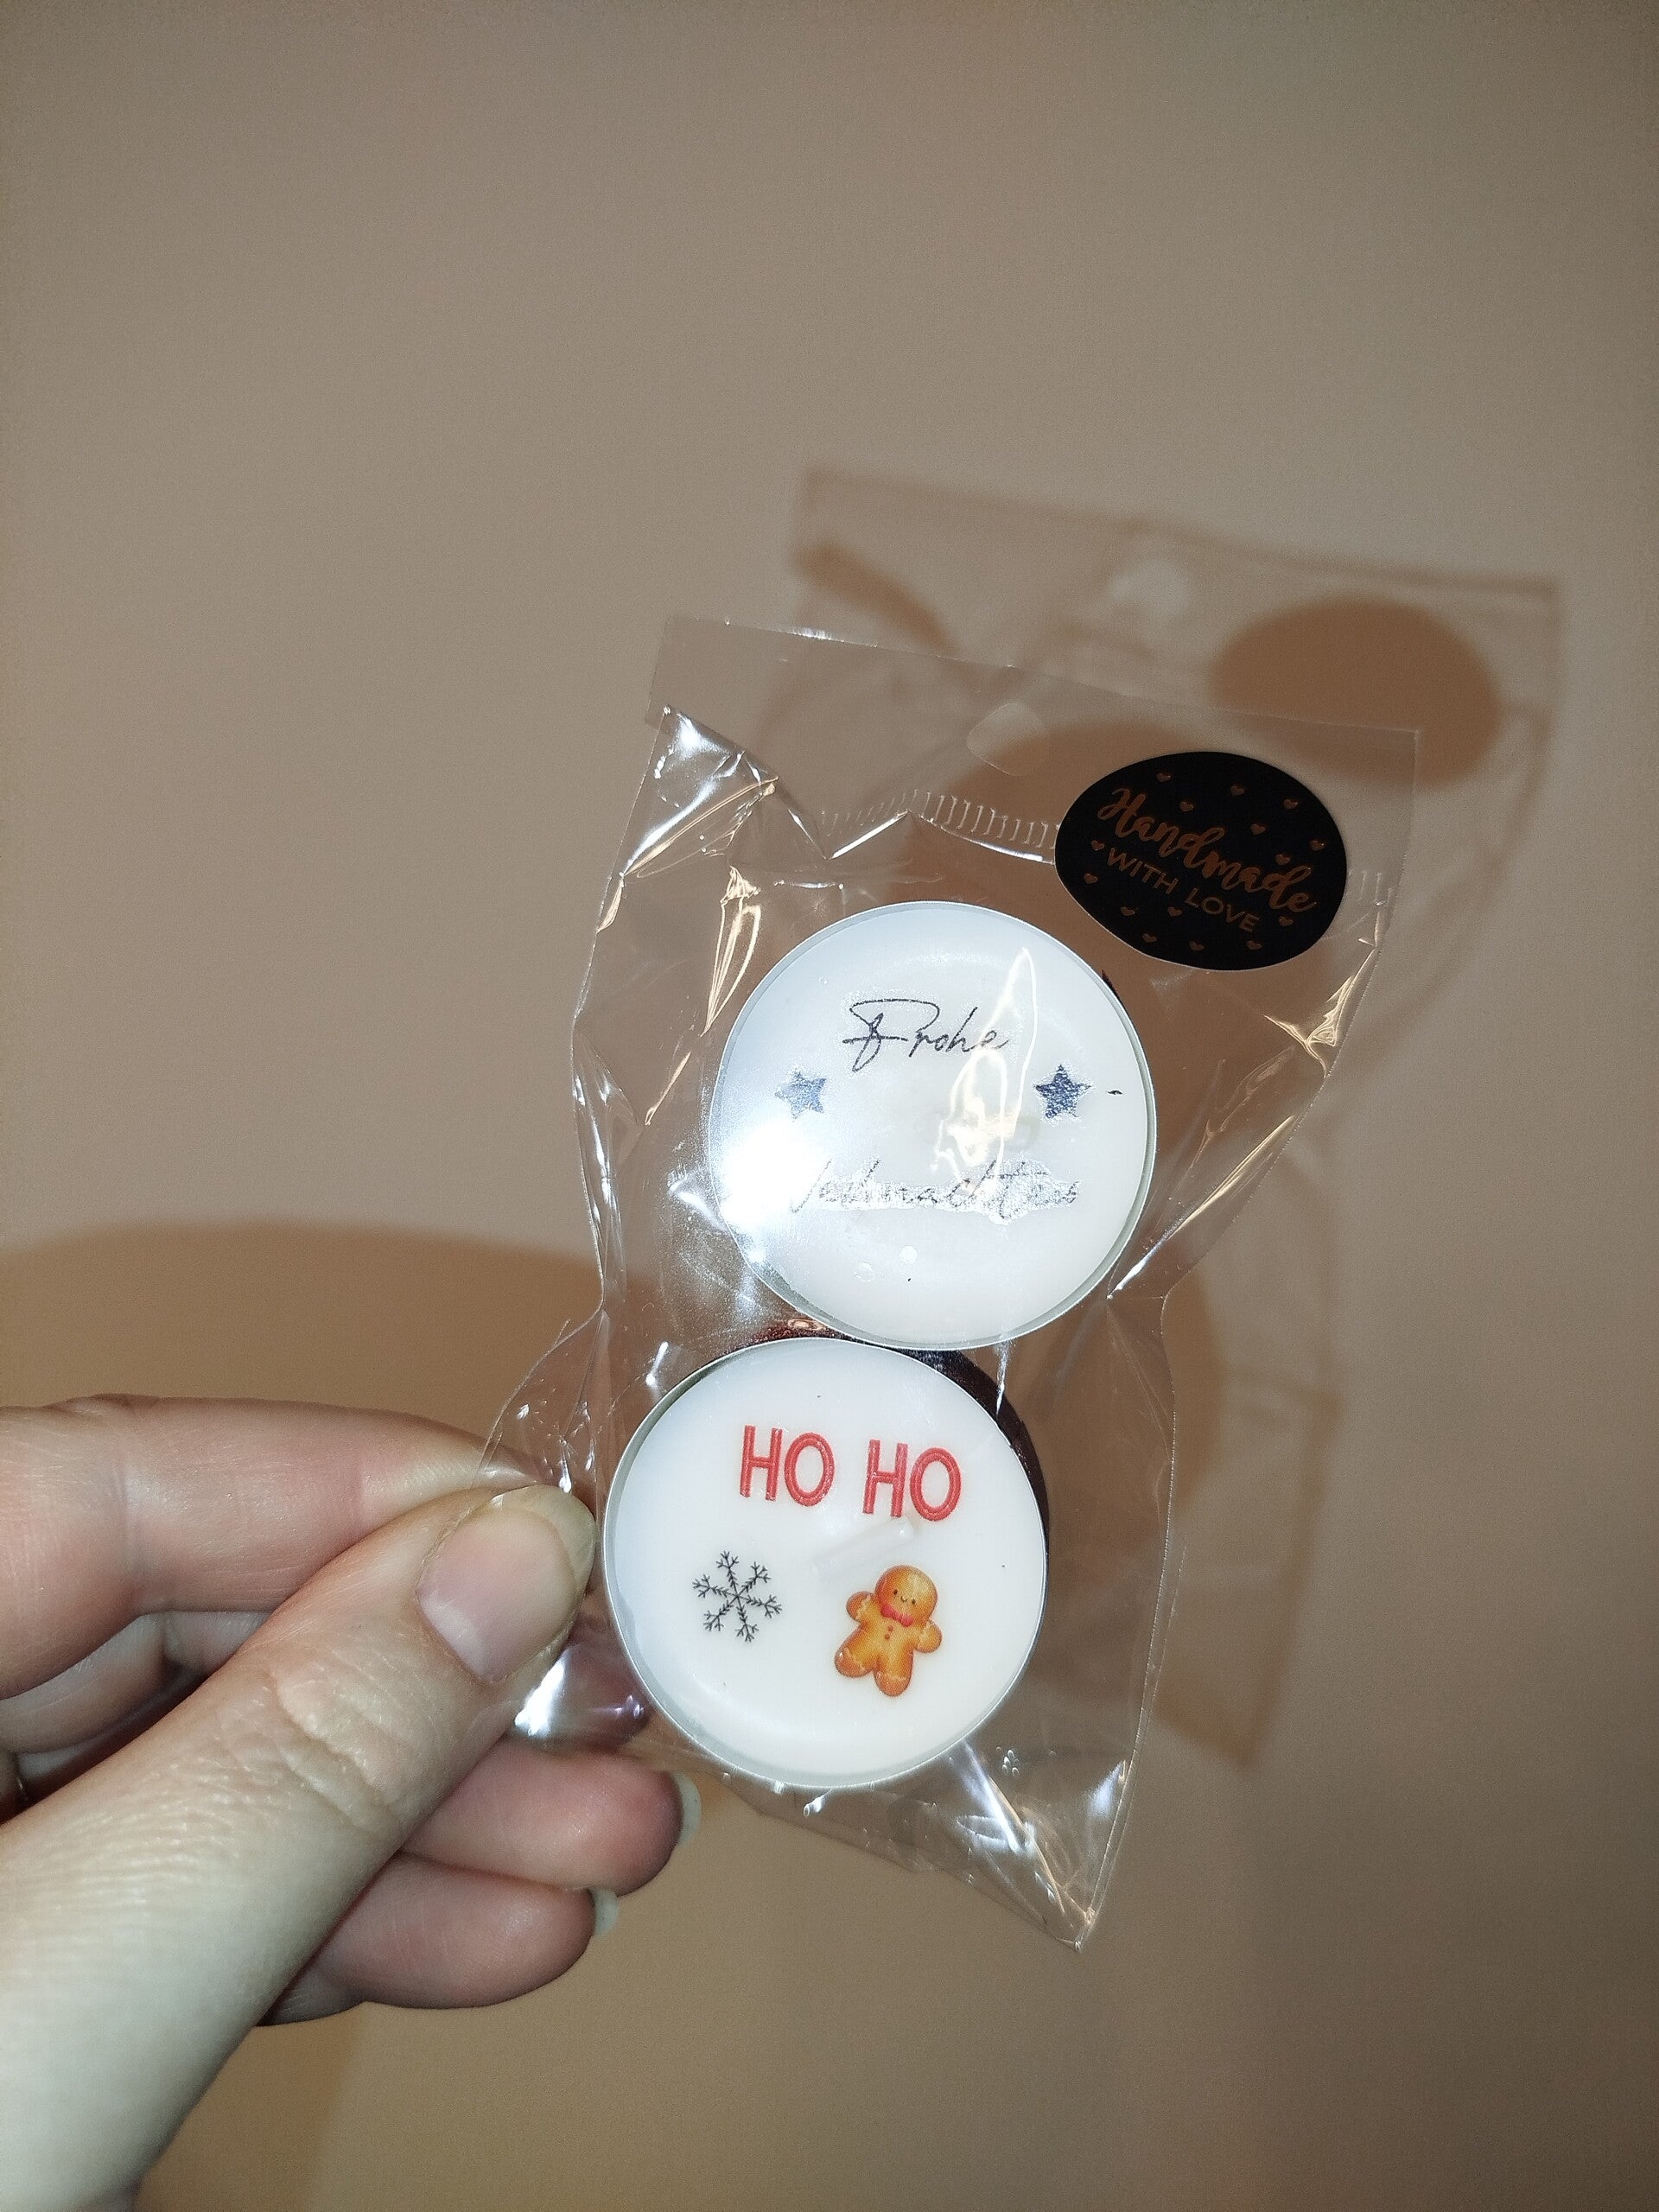 Handmade
WITH LOVE
Frohe
Weihnachten
HO HO